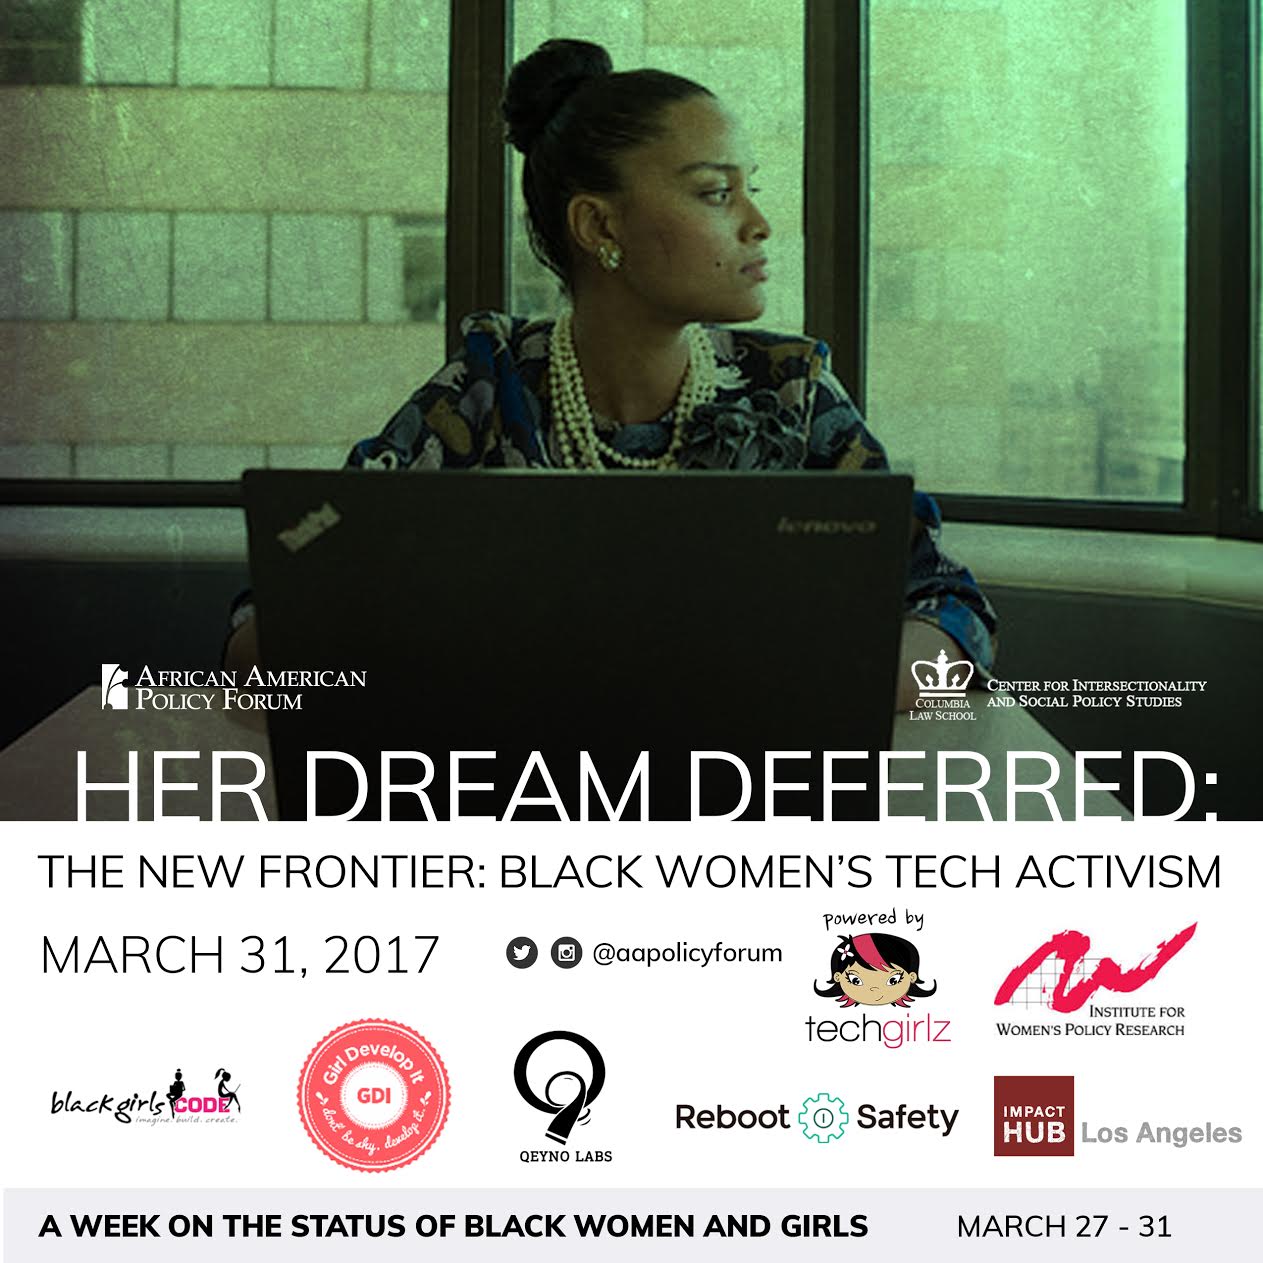 ThinkPad
lenovo
AFRICAN AMERICAN
POLICY FORUM
COLUMBIA
LAW SCHOOL
CENTER FOR INTERSECTIONALITY
AND SOCIAL POLICY STUDIES
HER DREAM DEFERRED:
THE NEW FRONTIER: BLACK WOMEN’S TECH ACTIVISM
MARCH 31, 2017
@aapolicyforum
powered by
techgirlz
INSTITUTE FOR
WOMEN'S POLICY RESEARCH
blackgirls CODE
imagine. build. create.
Girl Develop It
GDI
don't be shy. develop it.
QEYNO LABS
Reboot Safety
IMPACT
HUB Los Angeles
A WEEK ON THE STATUS OF BLACK WOMEN AND GIRLS MARCH 27 - 31